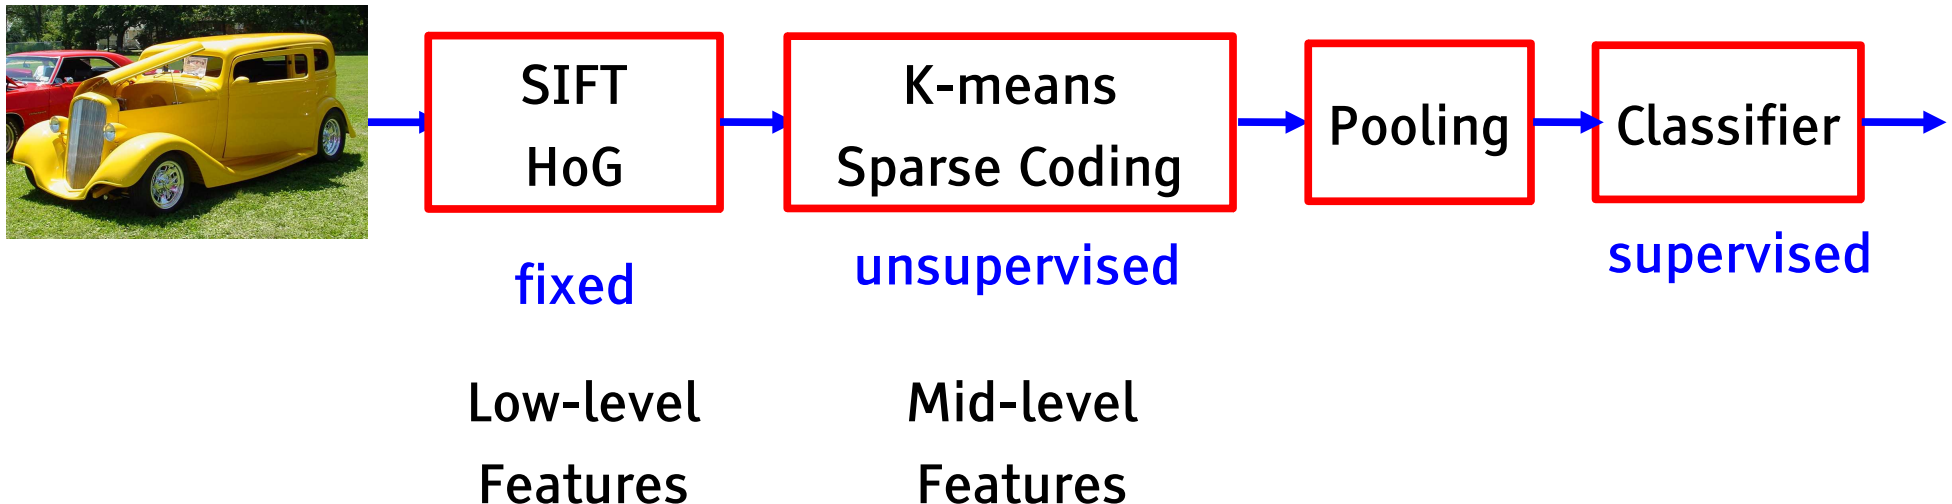 SIFT
HoG
K-means
Sparse Coding
Pooling
Classifier
fixed
unsupervised
supervised
Low-level
Features
Mid-level
Features